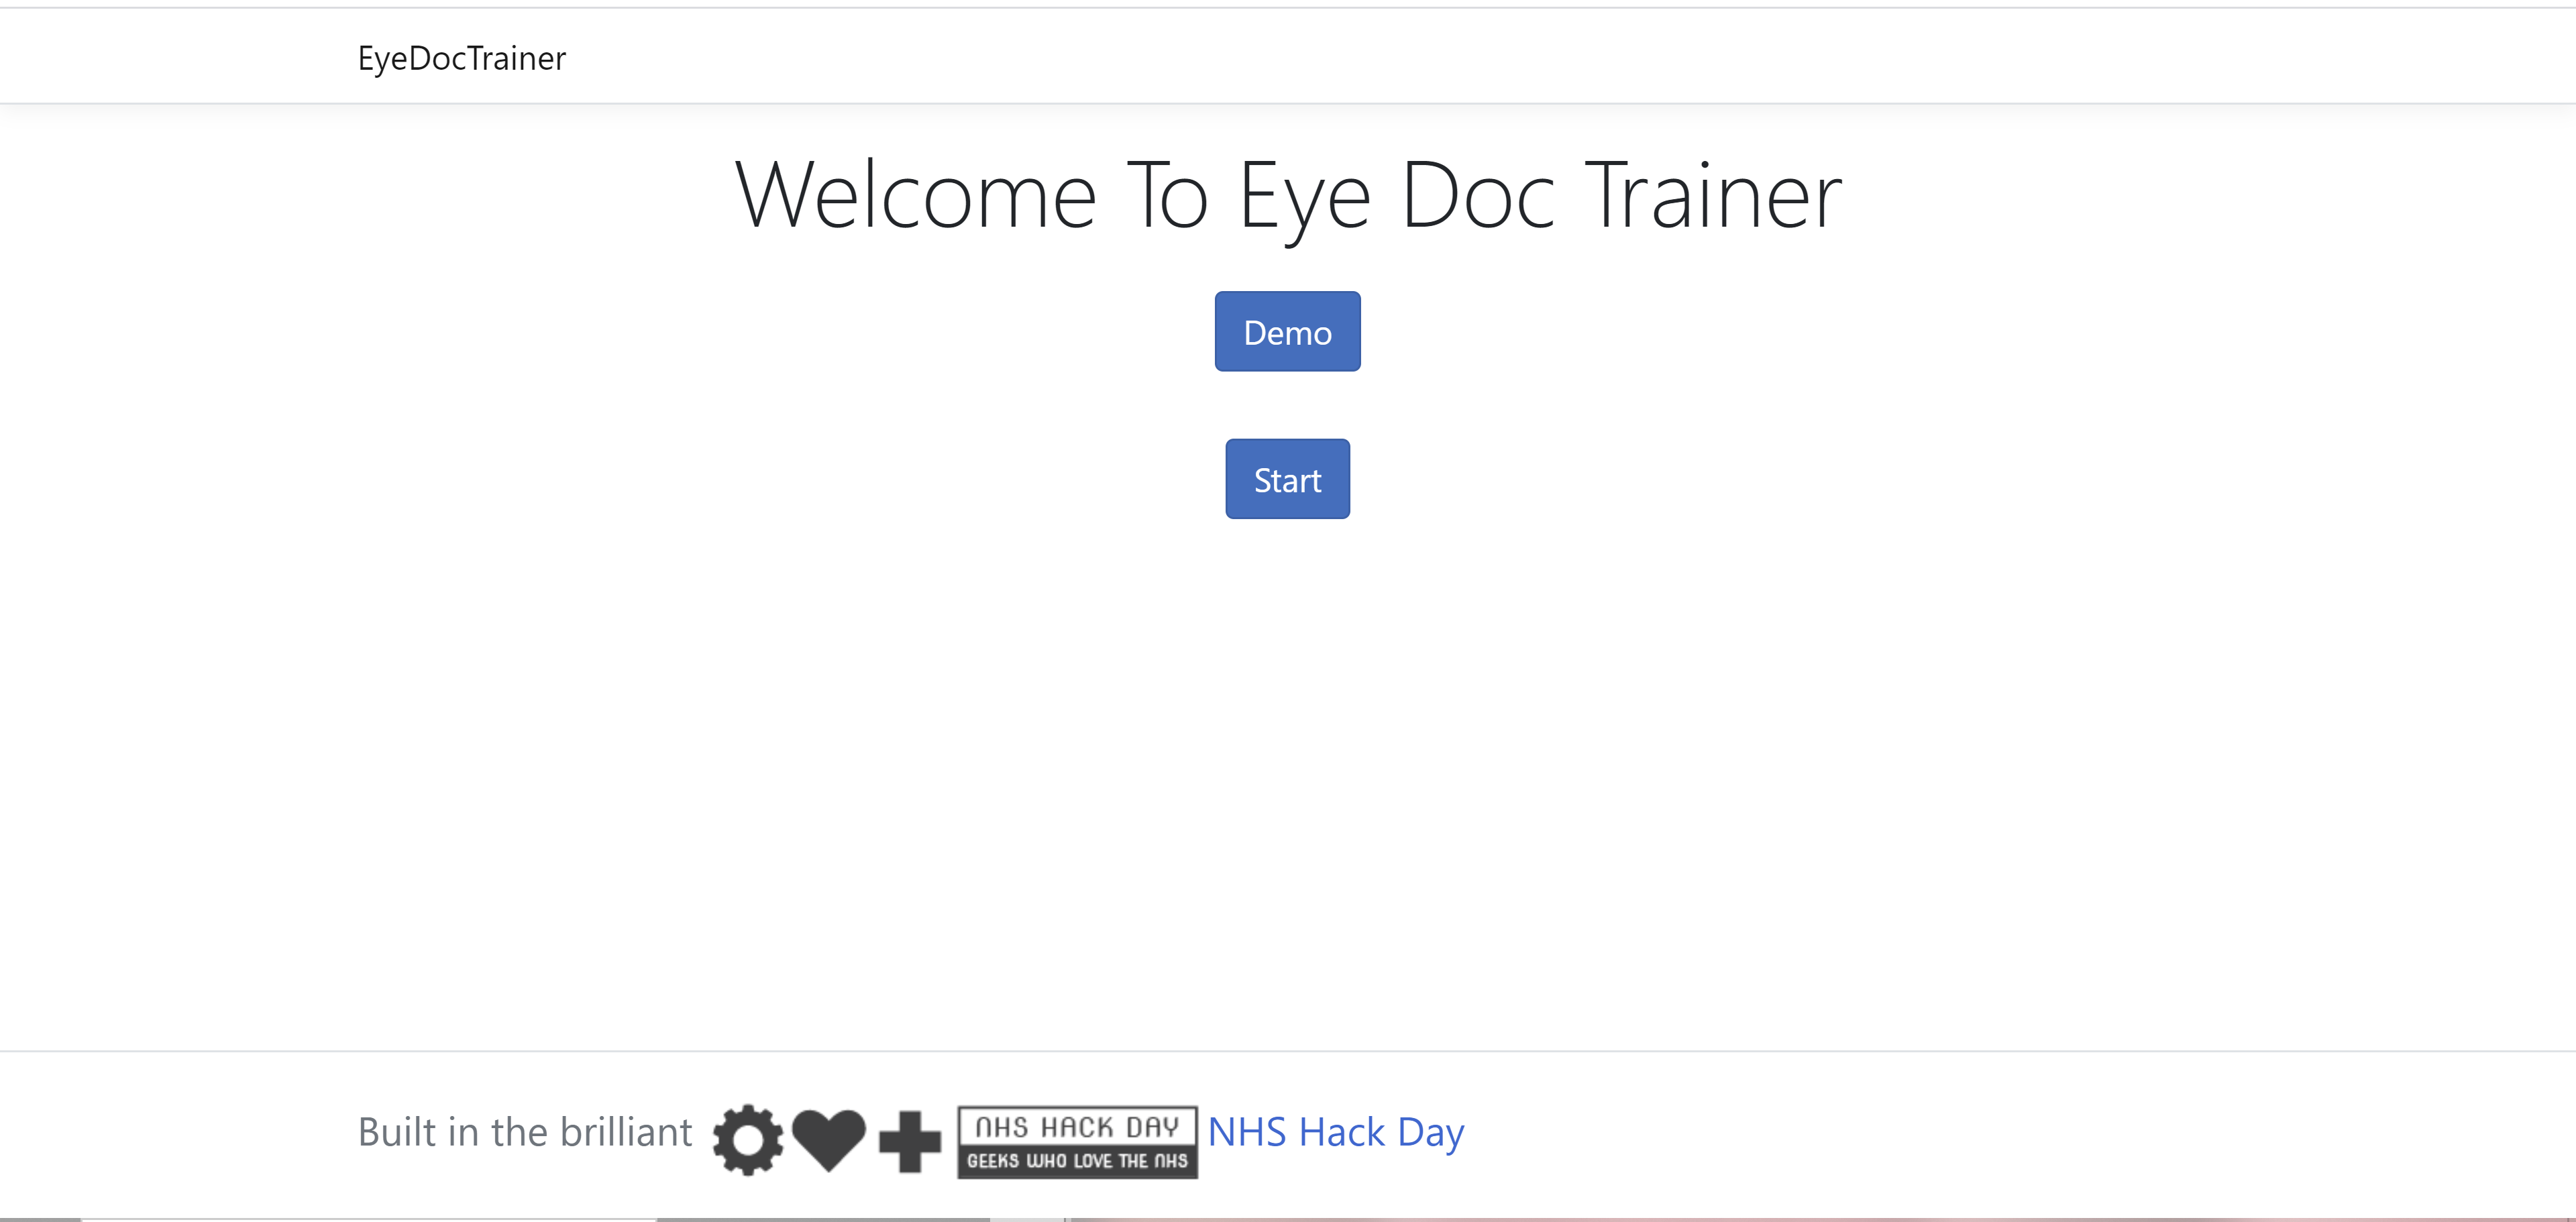 EyeDocTrainer
Welcome To Eye Doc Trainer
Demo
Start
Built in the brilliant NHS HACK DAY NHS Hack Day
GEEKS WHO LOVE THE NHS